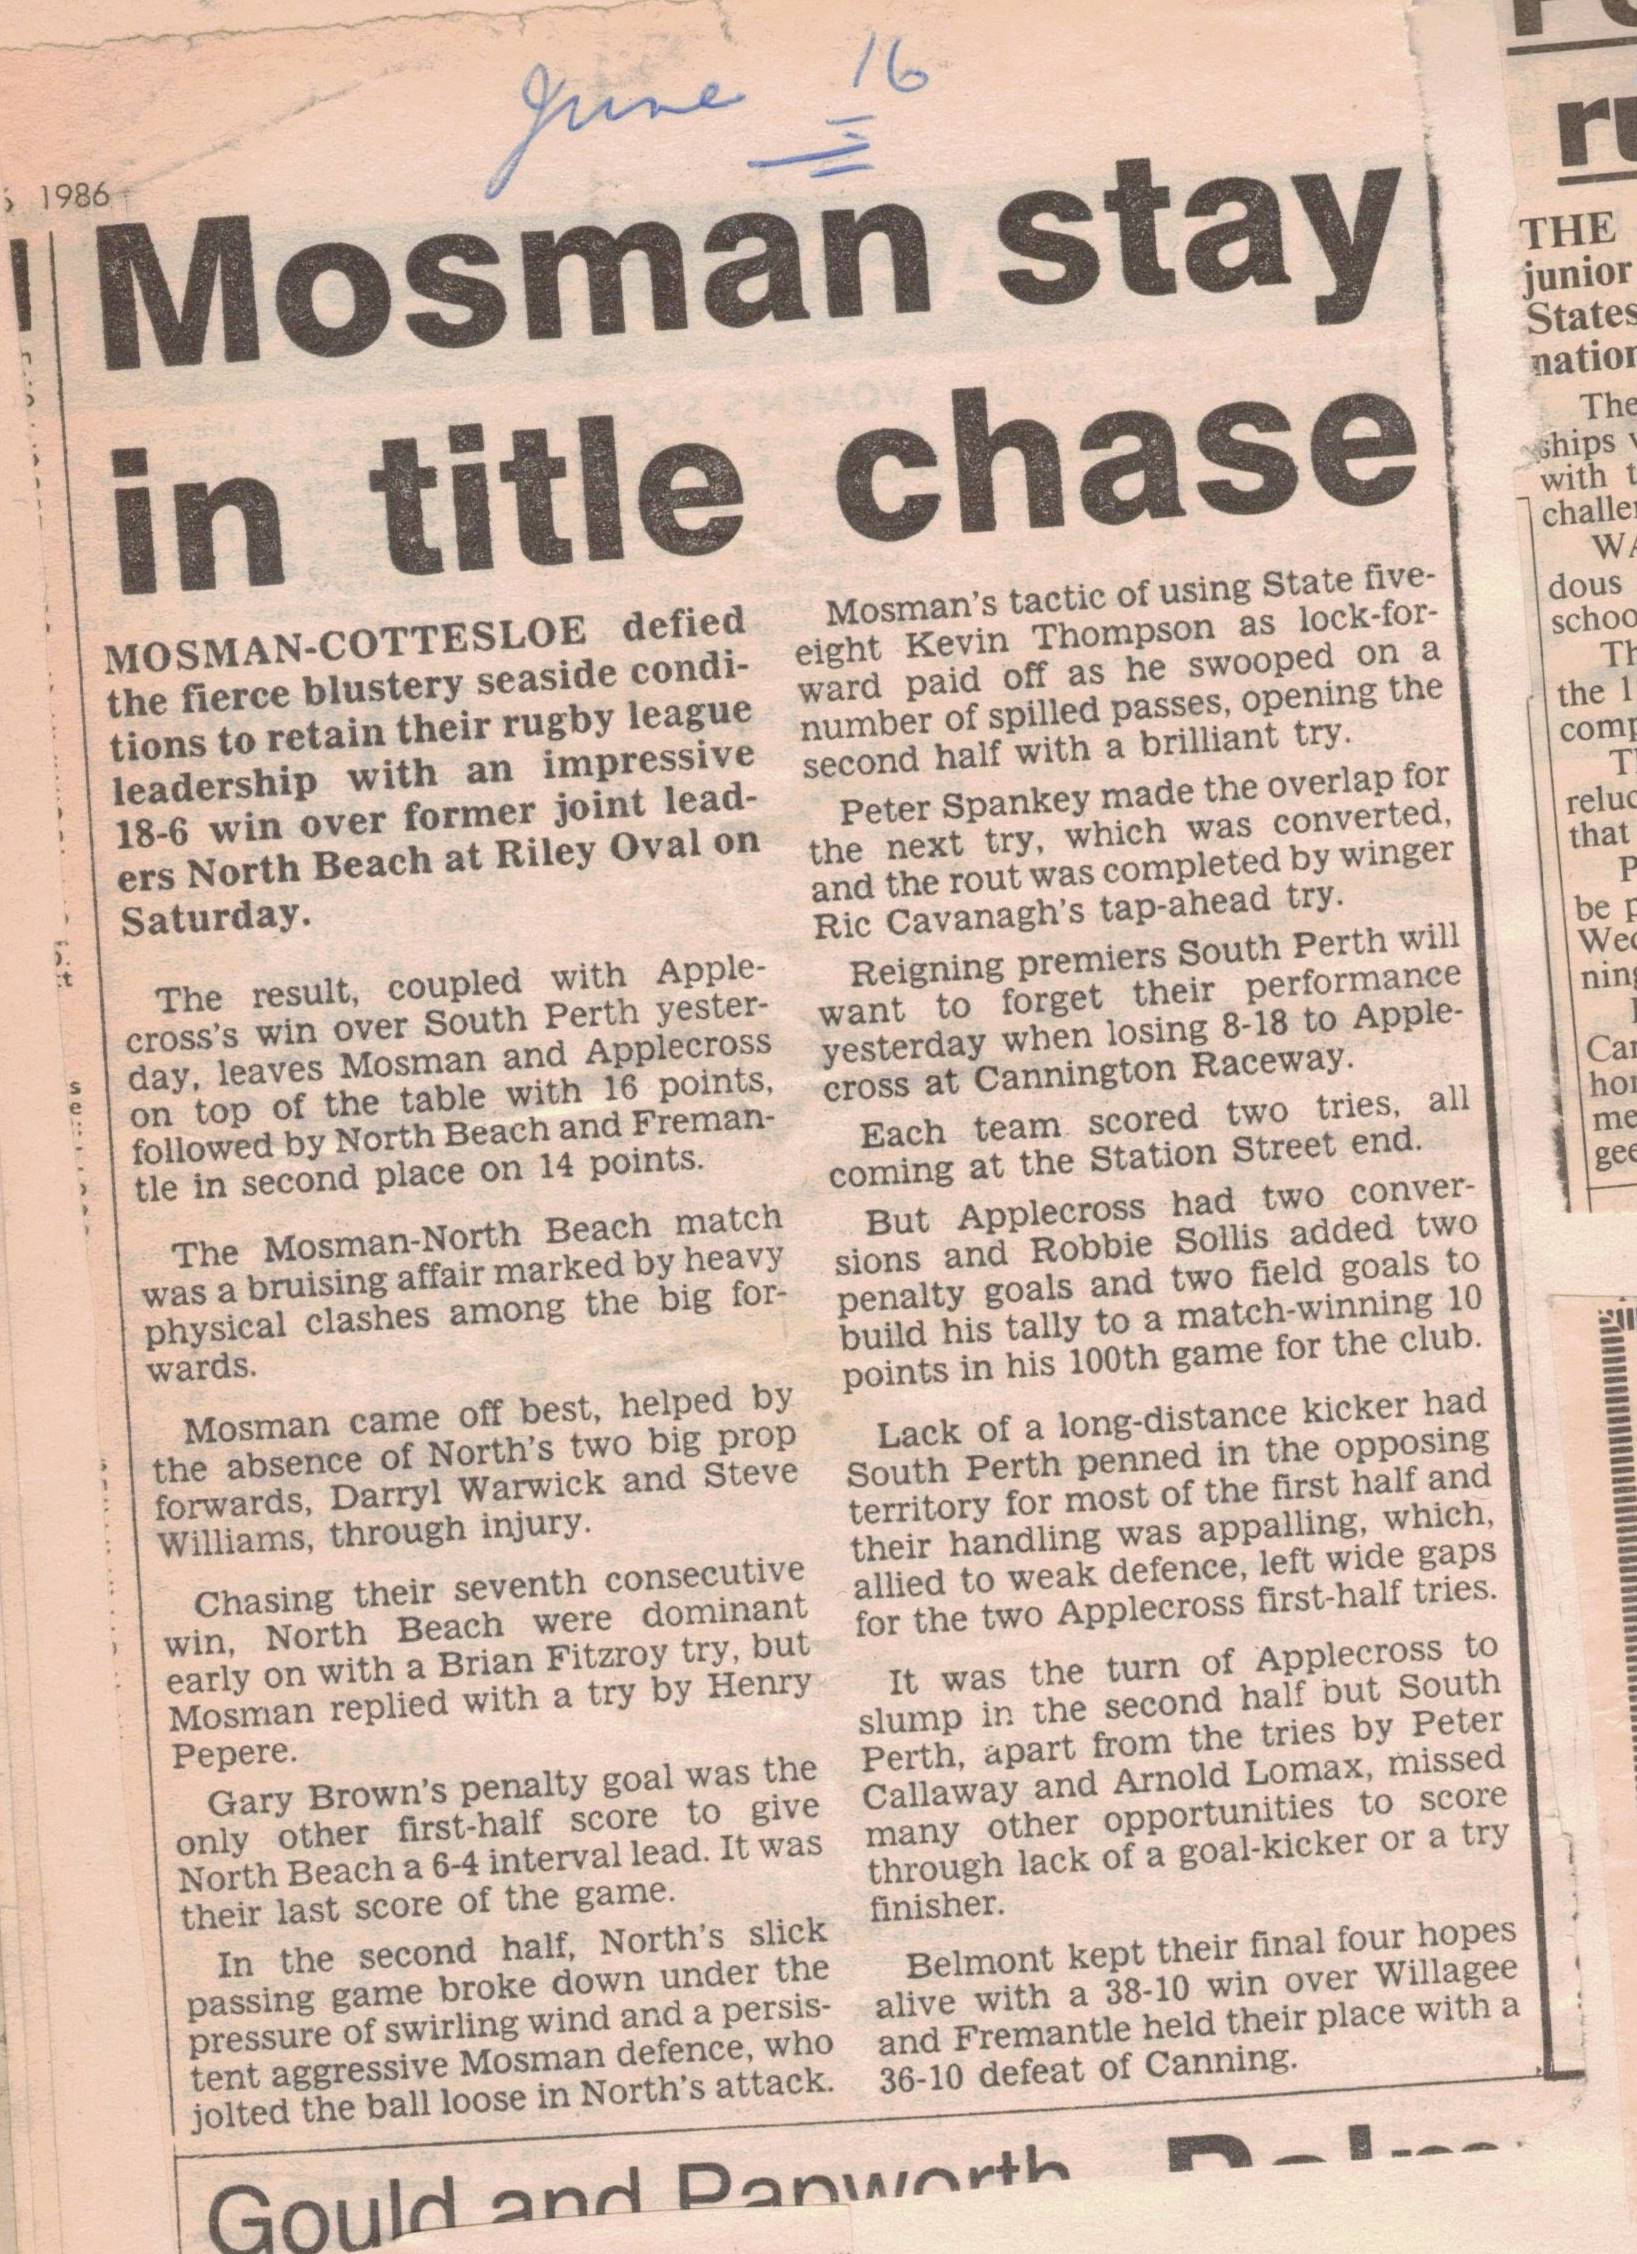 June 16
1986
Mosman stay
in title chase
MOSMAN-COTTESLOE defied
the fierce blustery seaside condi-
tions to retain their rugby league
leadership with an impressive
18-6 win over former joint lead-
ers North Beach at Riley Oval on
Saturday.
The result, coupled with Apple-
cross's win over South Perth yester-
day, leaves Mosman and Applecross
on top of the table with 16 points,
followed by North Beach and Freman-
tle in second place on 14 points.
The Mosman-North Beach match
was a bruising affair marked by heavy
physical clashes among the big for-
wards.
Mosman came off best, helped by
the absence of North's two big prop
forwards, Darryl Warwick and Steve
Williams, through injury.
Chasing their seventh consecutive
win, North Beach were dominant
early on with a Brian Fitzroy try, but
Mosman replied with a try by Henry
Pepere.
Gary Brown's penalty goal was the
only other first-half score to give
North Beach a 6-4 interval lead. It was
their last score of the game.
In the second half, North's slick
passing game broke down under the
pressure of swirling wind and a persis-
tent aggressive Mosman defence, who
jolted the ball loose in North's attack.
Mosman's tactic of using State five-
eight Kevin Thompson as lock-for-
ward paid off as he swooped on a
number of spilled passes, opening the
second half with a brilliant try.
Peter Spankey made the overlap for
the next try, which was converted,
and the rout was completed by winger
Ric Cavanagh's tap-ahead try.
Reigning premiers South Perth will
want to forget their performance
yesterday when losing 8-18 to Apple-
cross at Cannington Raceway.
Each team scored two tries, all
coming at the Station Street end.
But Applecross had two conver-
sions and Robbie Sollis added two
penalty goals and two field goals to
build his tally to a match-winning 10
points in his 100th game for the club.
Lack of a long-distance kicker had
South Perth penned in the opposing
territory for most of the first half and
their handling was appalling, which,
allied to weak defence, left wide gaps
for the two Applecross first-half tries.
It was the turn of Applecross to
slump in the second half but South
Perth, apart from the tries by Peter
Callaway and Arnold Lomax, missed
many other opportunities to score
through lack of a goal-kicker or a try
finisher.
Belmont kept their final four hopes
alive with a 38-10 win over Willagee
and Fremantle held their place with a
36-10 defeat of Canning.
Gould and Papworth
THE
junior
States
The
ships
with
the
that
be